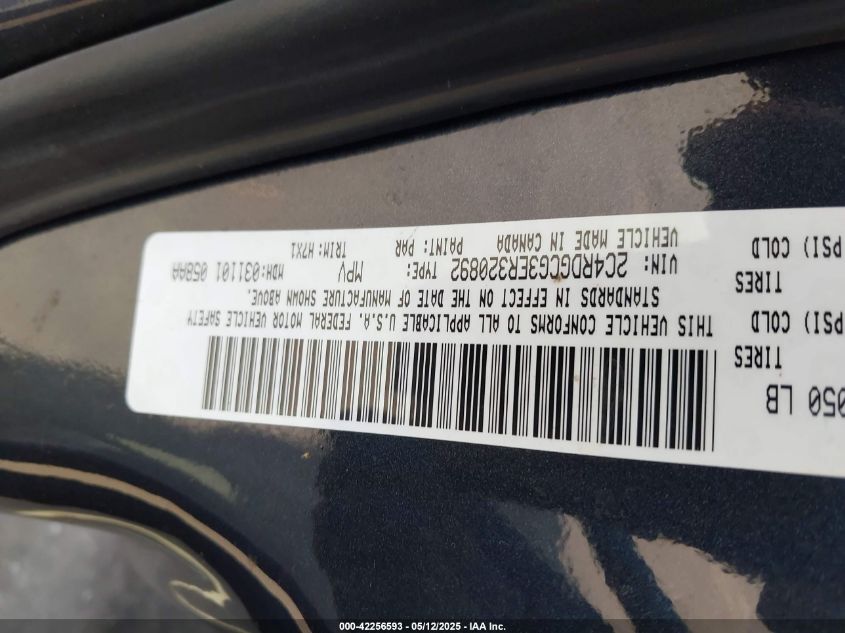 050 LB
TIRES
PSI) COLD
TIRES
PSI) COLD
THIS VEHICLE CONFORMS TO ALL APPLICABLE U.S.A. FEDERAL MOTOR VEHICLE SAFETY
STANDARDS IN EFFECT ON THE DATE OF MANUFACTURE SHOWN ABOVE.
VIN: 2C4RDGCG3ER320892 TYPE: MPV MDH:031101 058AA
VEHICLE MADE IN CANADA PAINT: PAR TRIM: H7X1
000-42256593 - 05/12/2025 - IAA Inc.